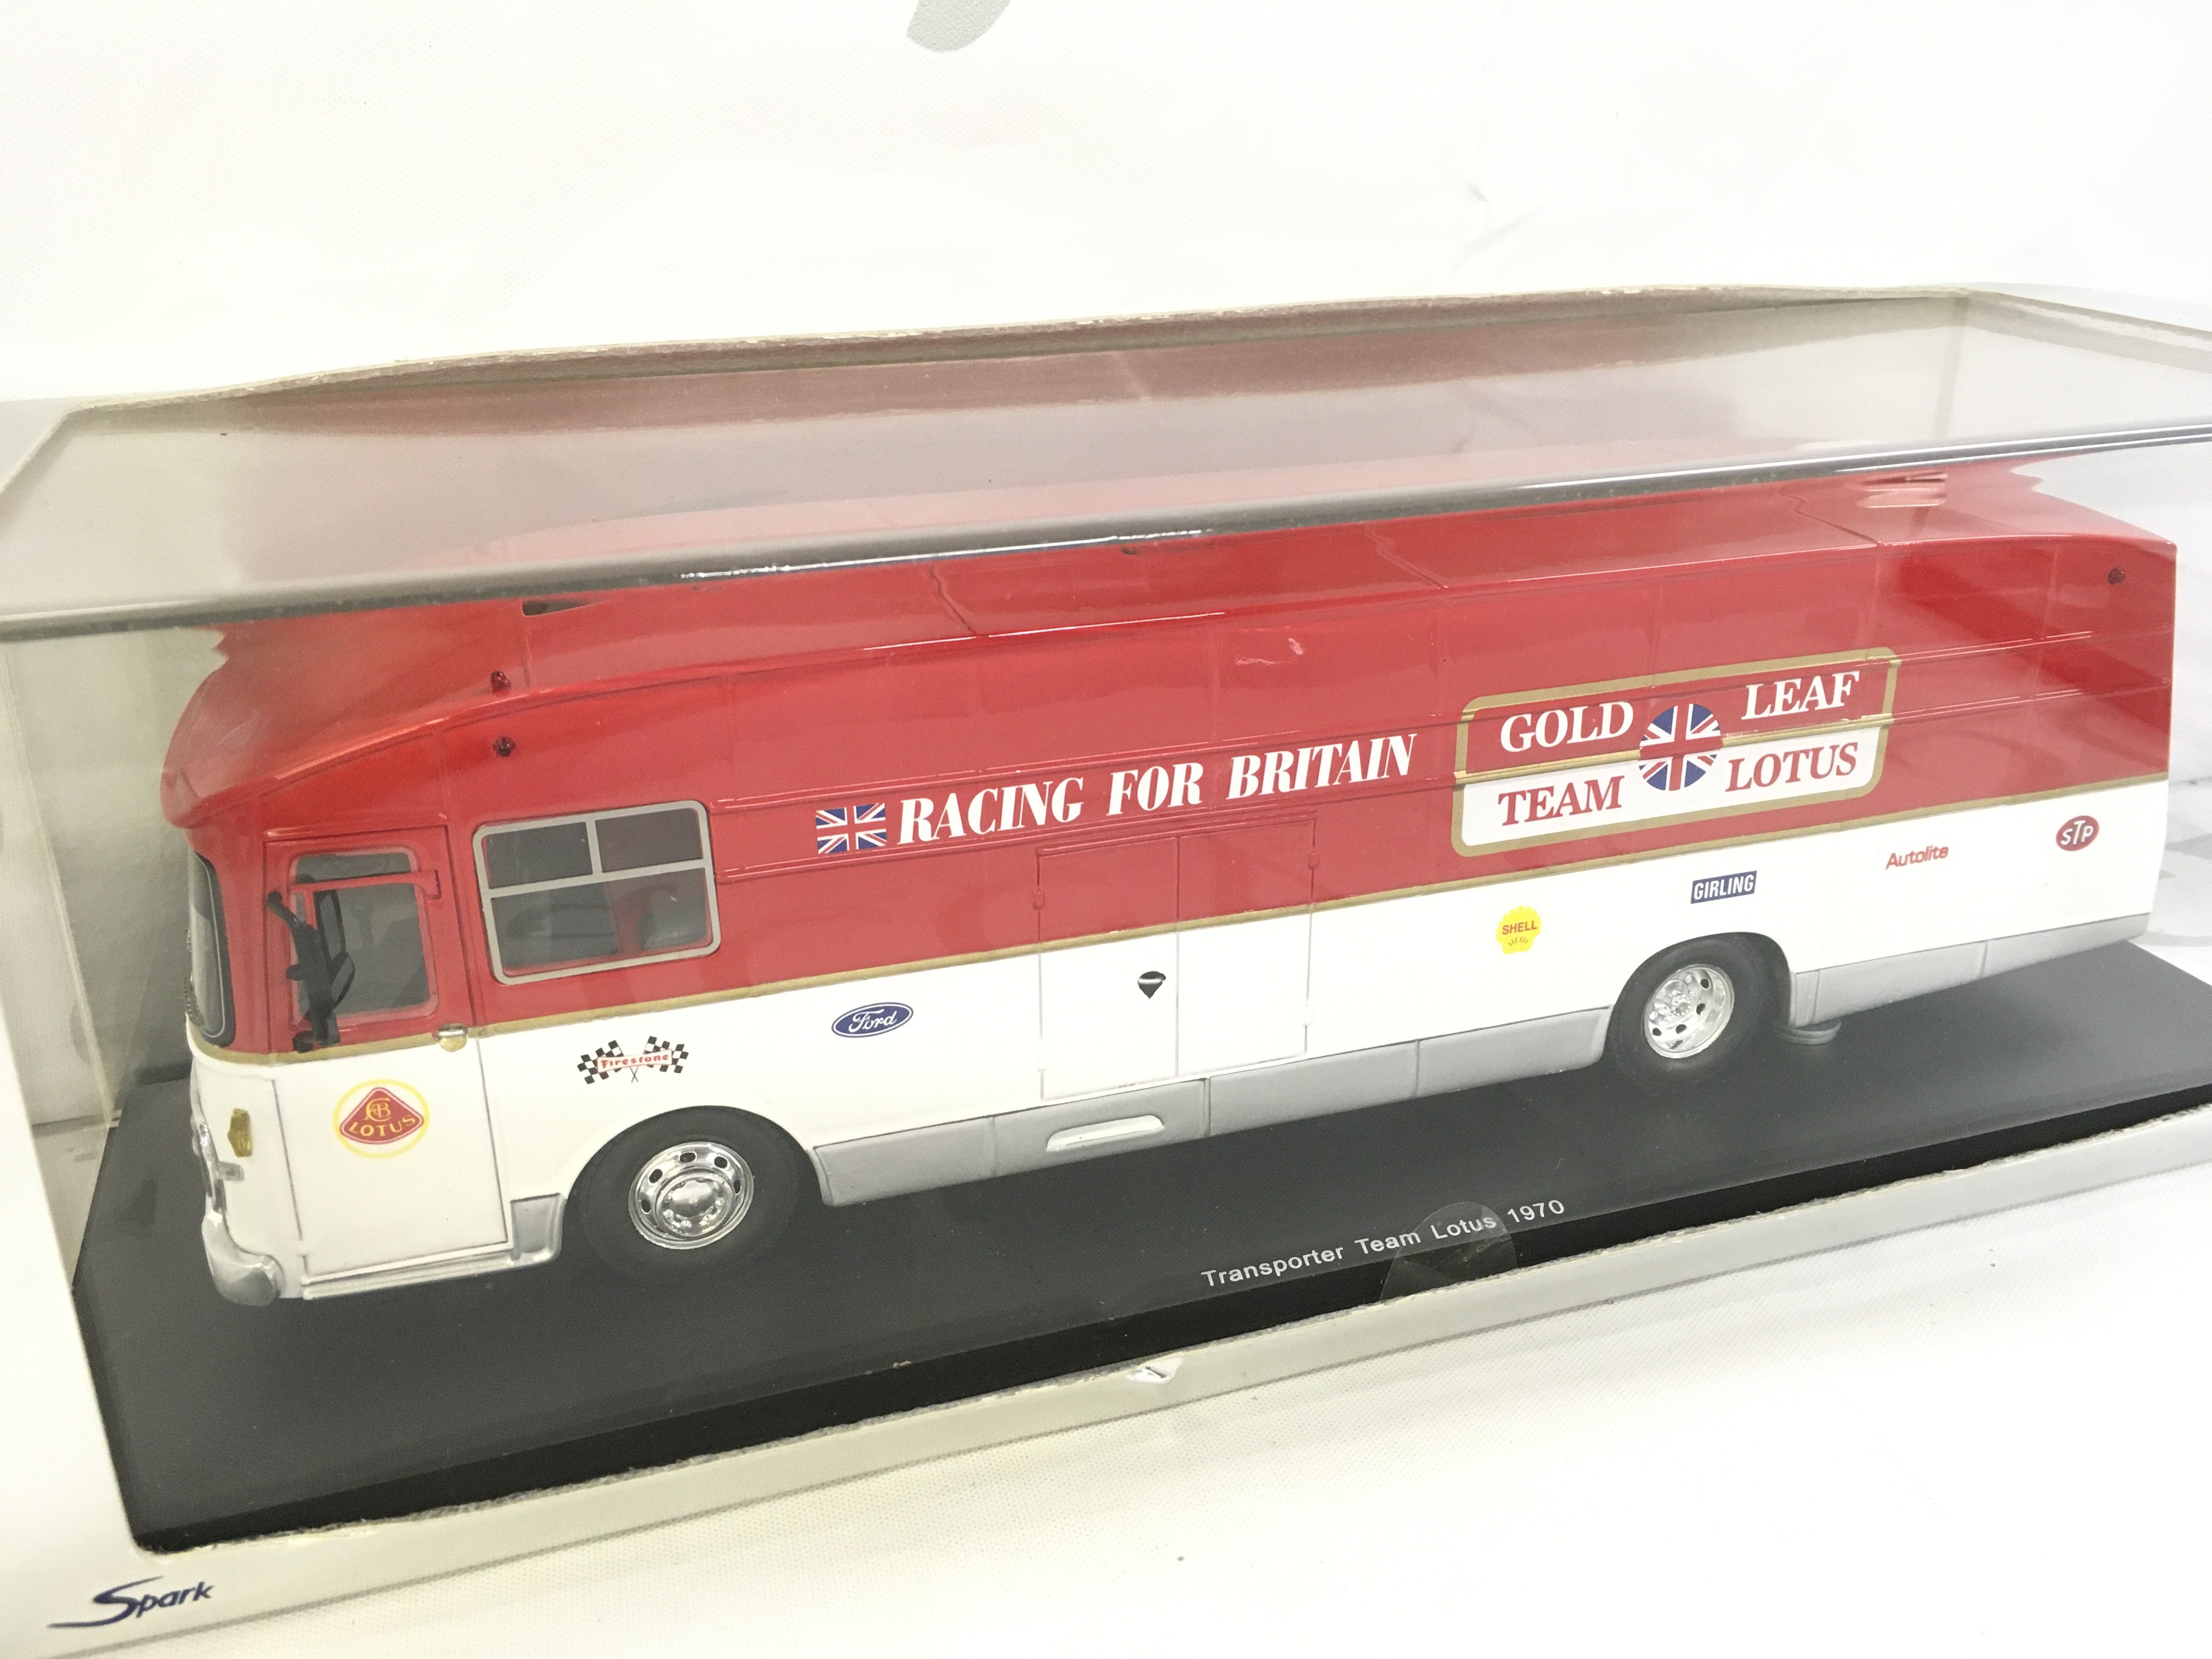 RACING FOR BRITAIN
GOLD LEAF
TEAM LOTUS
STP
Autolite
GIRLING
SHELL
Ford
Firestone
LOTUS
Transporter Team Lotus 1970
Spark